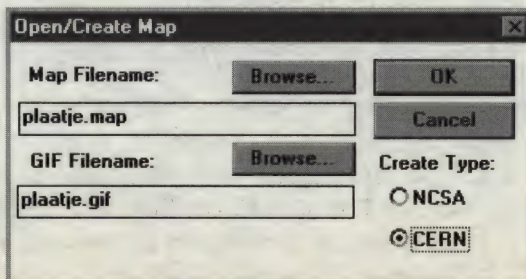 Open/Create Map
Map Filename:
Browse...
OK
plaatje.map
Cancel
GIF Filename:
Browse...
Create Type:
plaatje.gif
NCSA
CERN